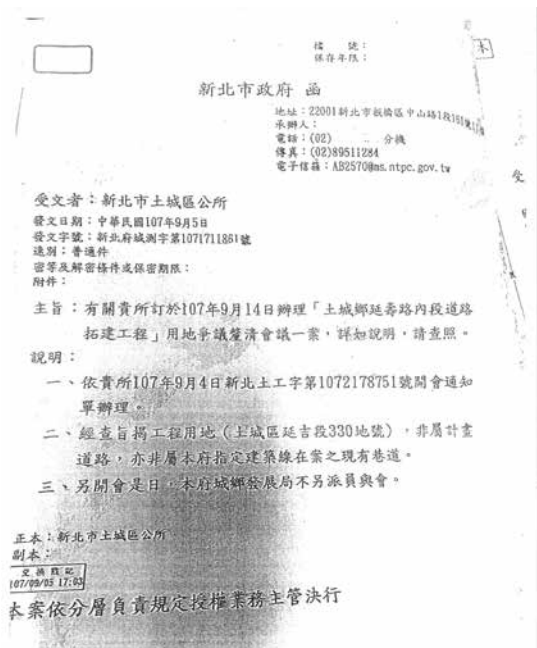 檔　號：
保存年限：
新北市政府 函
地址：22001新北市板橋區中山路1段161號
承辦人：
電話：(02)　　　分機
傳真：(02)89511284
電子信箱：AB2570@ms.ntpc.gov.tw
受文者：新北市土城區公所
發文日期：中華民國107年9月5日
發文字號：新北府城測字第1071711861號
速別：普通件
密等及解密條件或保密期限：
附件：
主旨：有關貴所訂於107年9月14日辦理「土城鄉延壽路內段道路
拓建工程」用地爭議釐清會議一案，詳如說明，請查照。
說明：
一、依貴所107年9月4日新北土工字第1072178751號開會通知
單辦理。
二、經查旨揭工程用地（土城區延吉段330地號），非屬計畫
道路，亦非屬本府指定建築線在案之現有巷道。
三、另開會是日，本府城鄉發展局不另派員與會。
正本：新北市土城區公所
副本：
交換戳記
107/09/05 17:03
本案依分層負責規定授權業務主管決行